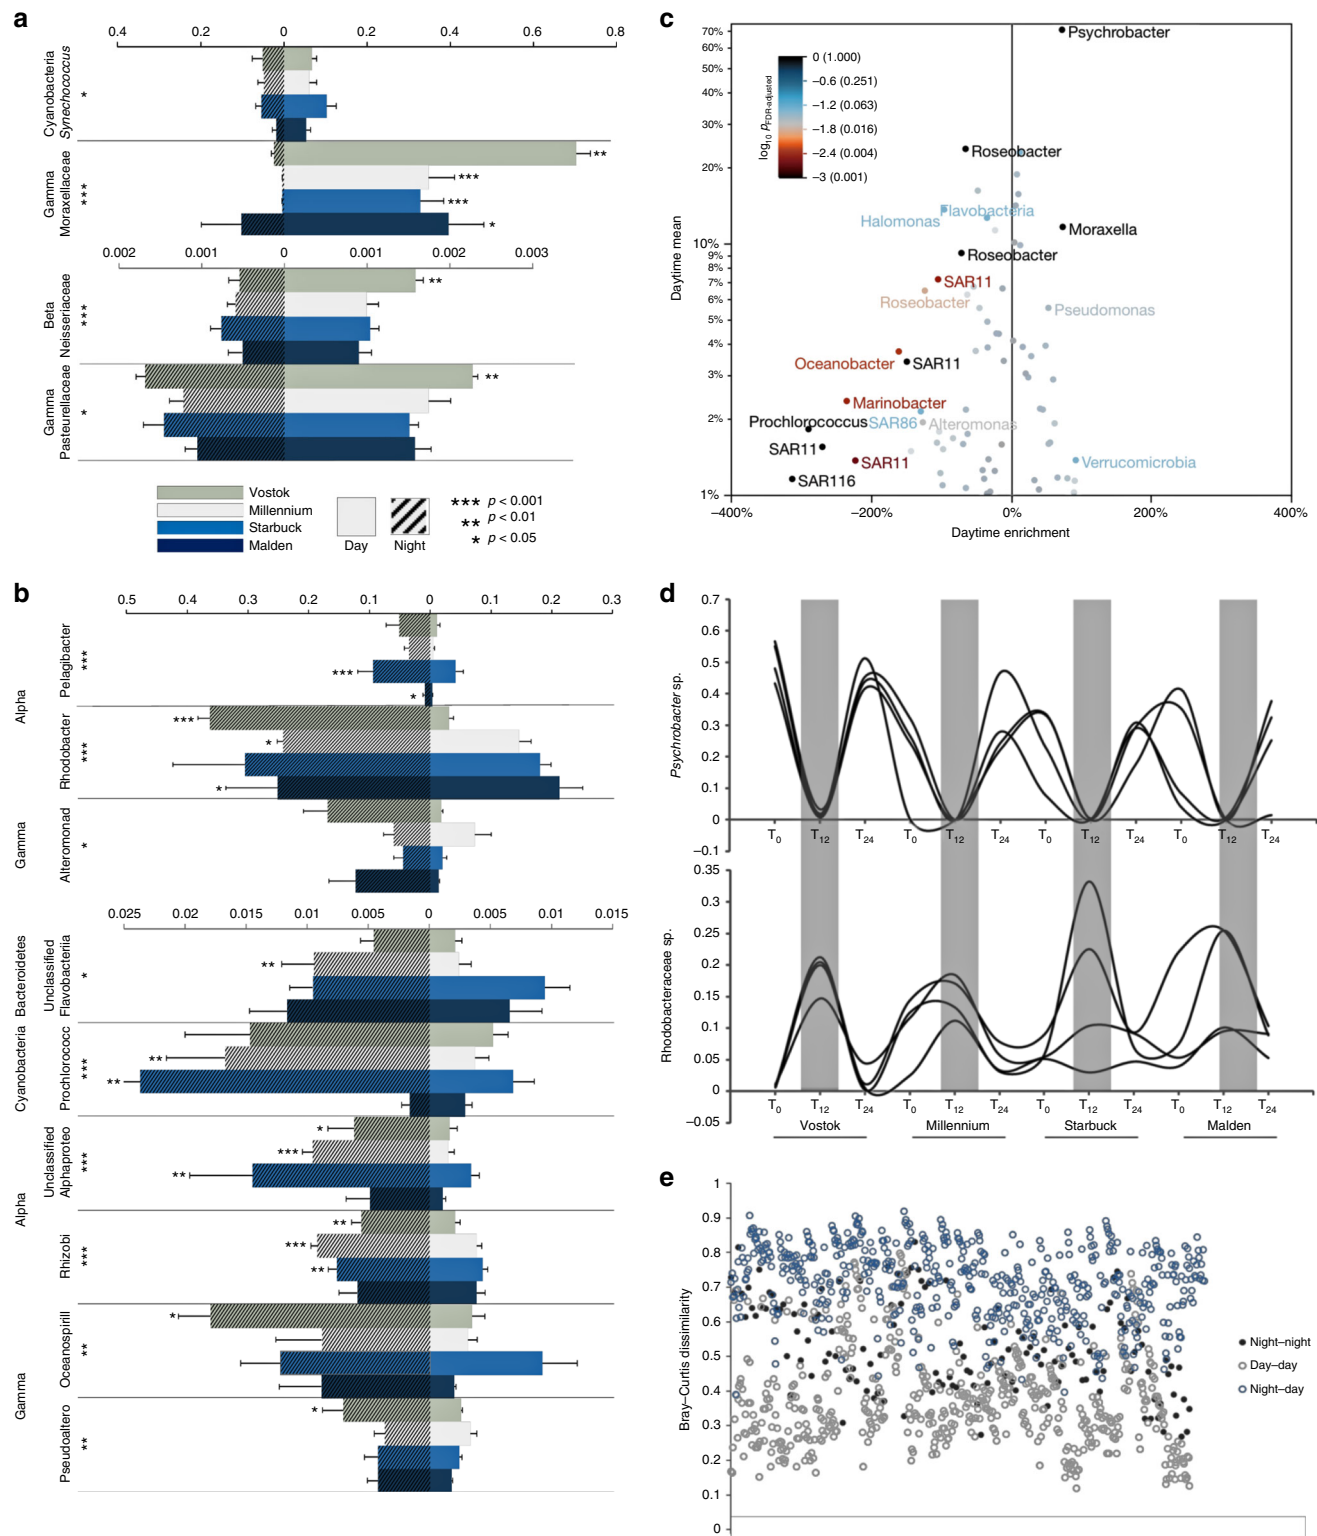 a
0.4 0.2 0 0.2 0.4 0.6 0.8
Cyanobacteria
Synechococcus
*
Gamma
Moraxellaceae
***
**
***
***
*
0.002 0.001 0 0.001 0.002 0.003
Beta
Neisseriaceae
***
**
Gamma
Pasteurellaceae
*
**
Vostok
Millennium
Starbuck
Malden
Day
Night
*** p < 0.001
** p < 0.01
* p < 0.05
b
0.5 0.4 0.3 0.2 0.1 0 0.1 0.2 0.3
Alpha
Pelagibacter
***
***
*
Rhodobacter
***
***
*
*
Gamma
Alteromonad
*
0.025 0.02 0.015 0.01 0.005 0 0.005 0.01 0.015
Bacteroidetes
Unclassified
Flavobacteriia
*
**
Cyanobacteria
Prochlorococc
***
**
**
Alpha
Unclassified
Alphaproteo
***
*
***
**
Rhizobi
***
**
***
**
Gamma
Oceanospirill
**
*
Pseudoaltero
**
*
c
Daytime mean
70%
60%
50%
40%
30%
20%
10%
9%
8%
7%
6%
5%
4%
3%
2%
1%
log10 PFDR-adjusted
0 (1.000)
−0.6 (0.251)
−1.2 (0.063)
−1.8 (0.016)
−2.4 (0.004)
−3 (0.001)
Psychrobacter
Roseobacter
Flavobacteria
Halomonas
Moraxella
Roseobacter
SAR11
Roseobacter
Pseudomonas
Oceanobacter
SAR11
Marinobacter
Prochlorococcus
SAR86
Alteromonas
SAR11
SAR11
Verrucomicrobia
SAR116
−400% −200% 0% 200% 400%
Daytime enrichment
d
Psychrobacter sp.
0.7
0.6
0.5
0.4
0.3
0.2
0.1
0
−0.1
T0 T12 T24 T0 T12 T24 T0 T12 T24 T0 T12 T24
Rhodobacteraceae sp.
0.35
0.3
0.25
0.2
0.15
0.1
0.05
0
−0.05
T0 T12 T24 T0 T12 T24 T0 T12 T24 T0 T12 T24
Vostok Millennium Starbuck Malden
e
Bray–Curtis dissimilarity
1
0.9
0.8
0.7
0.6
0.5
0.4
0.3
0.2
0.1
0
Night–night
Day–day
Night–day